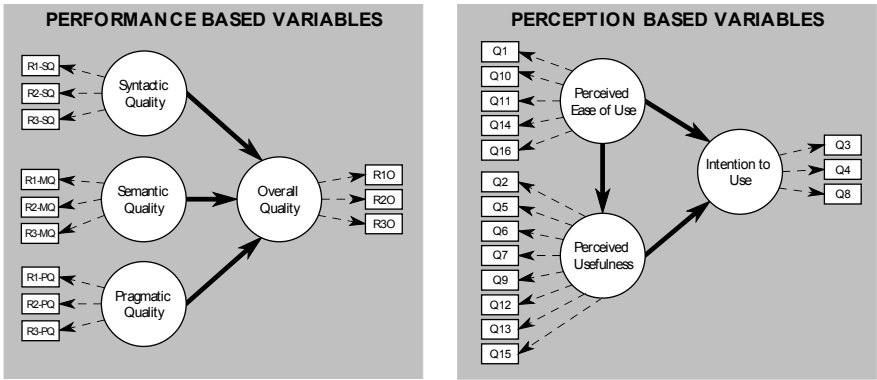 PERFORMANCE BASED VARIABLES
R1-SQ
R2-SQ
R3-SQ
Syntactic
Quality
R1-MQ
R2-MQ
R3-MQ
Semantic
Quality
R1-PQ
R2-PQ
R3-PQ
Pragmatic
Quality
Overall
Quality
R1O
R2O
R3O
PERCEPTION BASED VARIABLES
Q1
Q10
Q11
Q14
Q16
Perceived
Ease of Use
Q2
Q5
Q6
Q7
Q9
Q12
Q13
Q15
Perceived
Usefulness
Intention to
Use
Q3
Q4
Q8